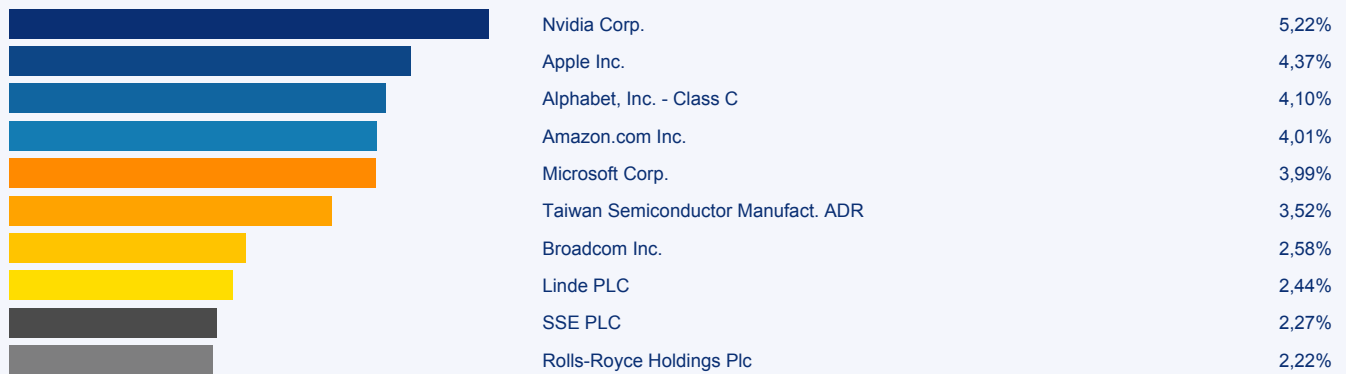 Nvidia Corp. 5,22%
Apple Inc. 4,37%
Alphabet, Inc. - Class C 4,10%
Amazon.com Inc. 4,01%
Microsoft Corp. 3,99%
Taiwan Semiconductor Manufact. ADR 3,52%
Broadcom Inc. 2,58%
Linde PLC 2,44%
SSE PLC 2,27%
Rolls-Royce Holdings Plc 2,22%